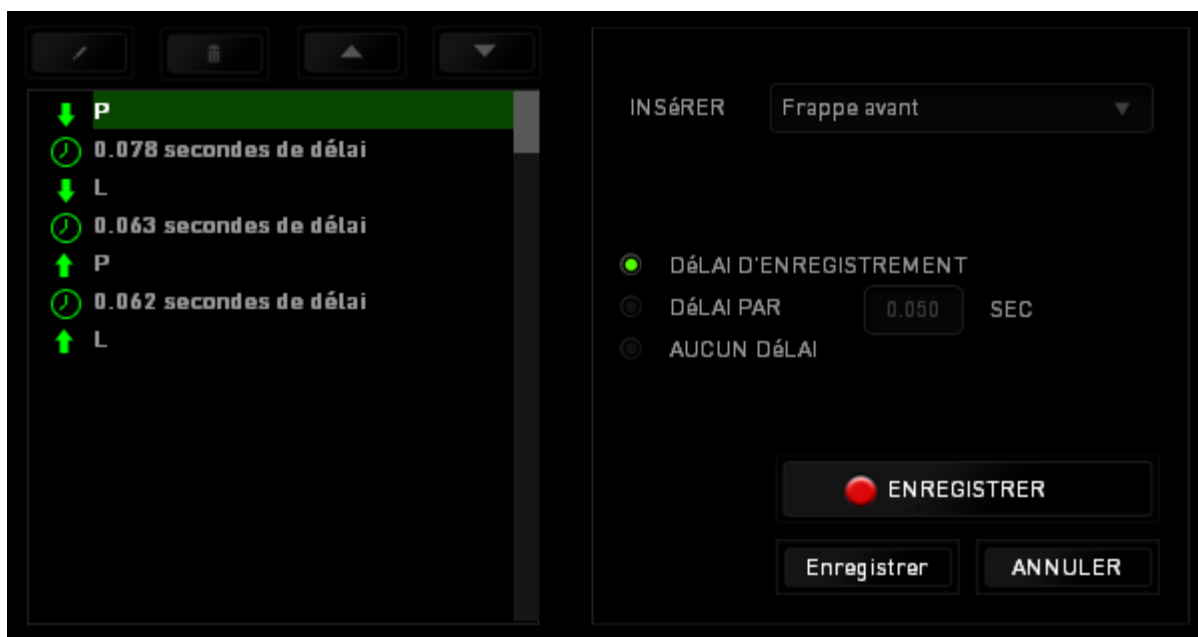 P
0.078 secondes de délai
L
0.063 secondes de délai
P
0.062 secondes de délai
L
INSéRER
Frappe avant
DéLAI D'ENREGISTREMENT
DéLAI PAR 0.050 SEC
AUCUN DéLAI
ENREGISTRER
Enregistrer
ANNULER